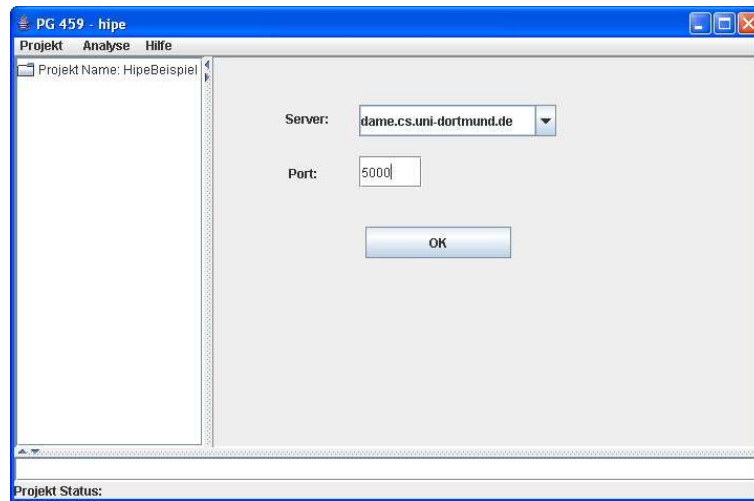 PG 459 - hipe
Projekt Analyse Hilfe
Projekt Name: HipeBeispiel
Server: dame.cs.uni-dortmund.de
Port: 5000
OK
Projekt Status: